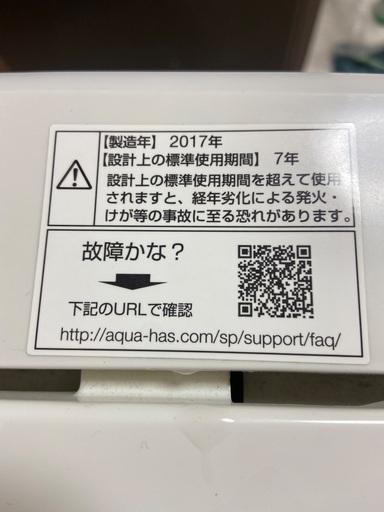 【製造年】 2017年
【設計上の標準使用期間】 7年
設計上の標準使用期間を超えて使用
されますと、経年劣化による発火・
けが等の事故に至る恐れがあります。
故障かな？
下記のURLで確認
http://aqua-has.com/sp/support/faq/